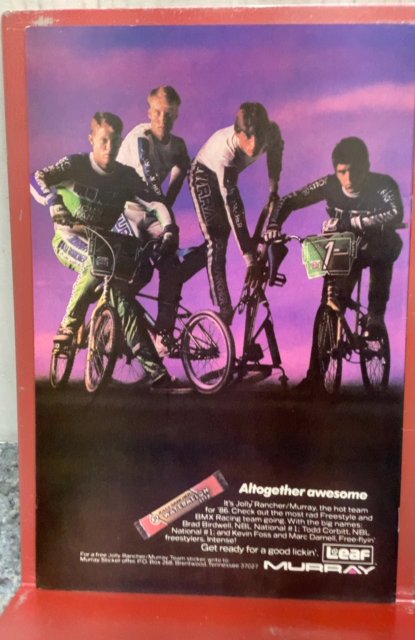 1
Altogether awesome
It's Jolly Rancher/Murray, the hot team
for '86. Check out the most rad Freestyle and
BMX Racing team going. With the big names:
Brad Birdwell, NBL National #1; Todd Corbitt, NBL
National #1; and Kevin Foss and Marc Darnell, Free-flyin'
freestylers. Intense!
Get ready for a good lickin'.
Leaf
MURRAY
For a free Jolly Rancher/Murray Team sticker, write to
Murray Sticker offer, P.O. Box 268, Brentwood, Tennessee 37027